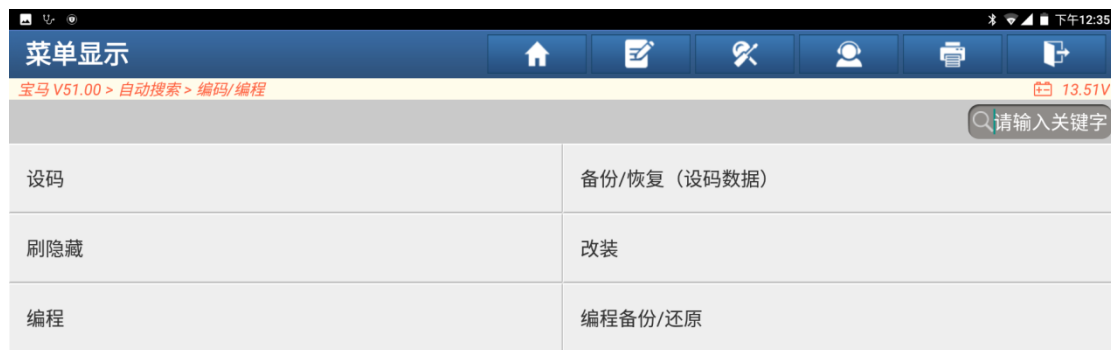 下午12:35
菜单显示
宝马 V51.00 > 自动搜索 > 编码/编程
13.51V
请输入关键字
设码
备份/恢复（设码数据）
刷隐藏
改装
编程
编程备份/还原